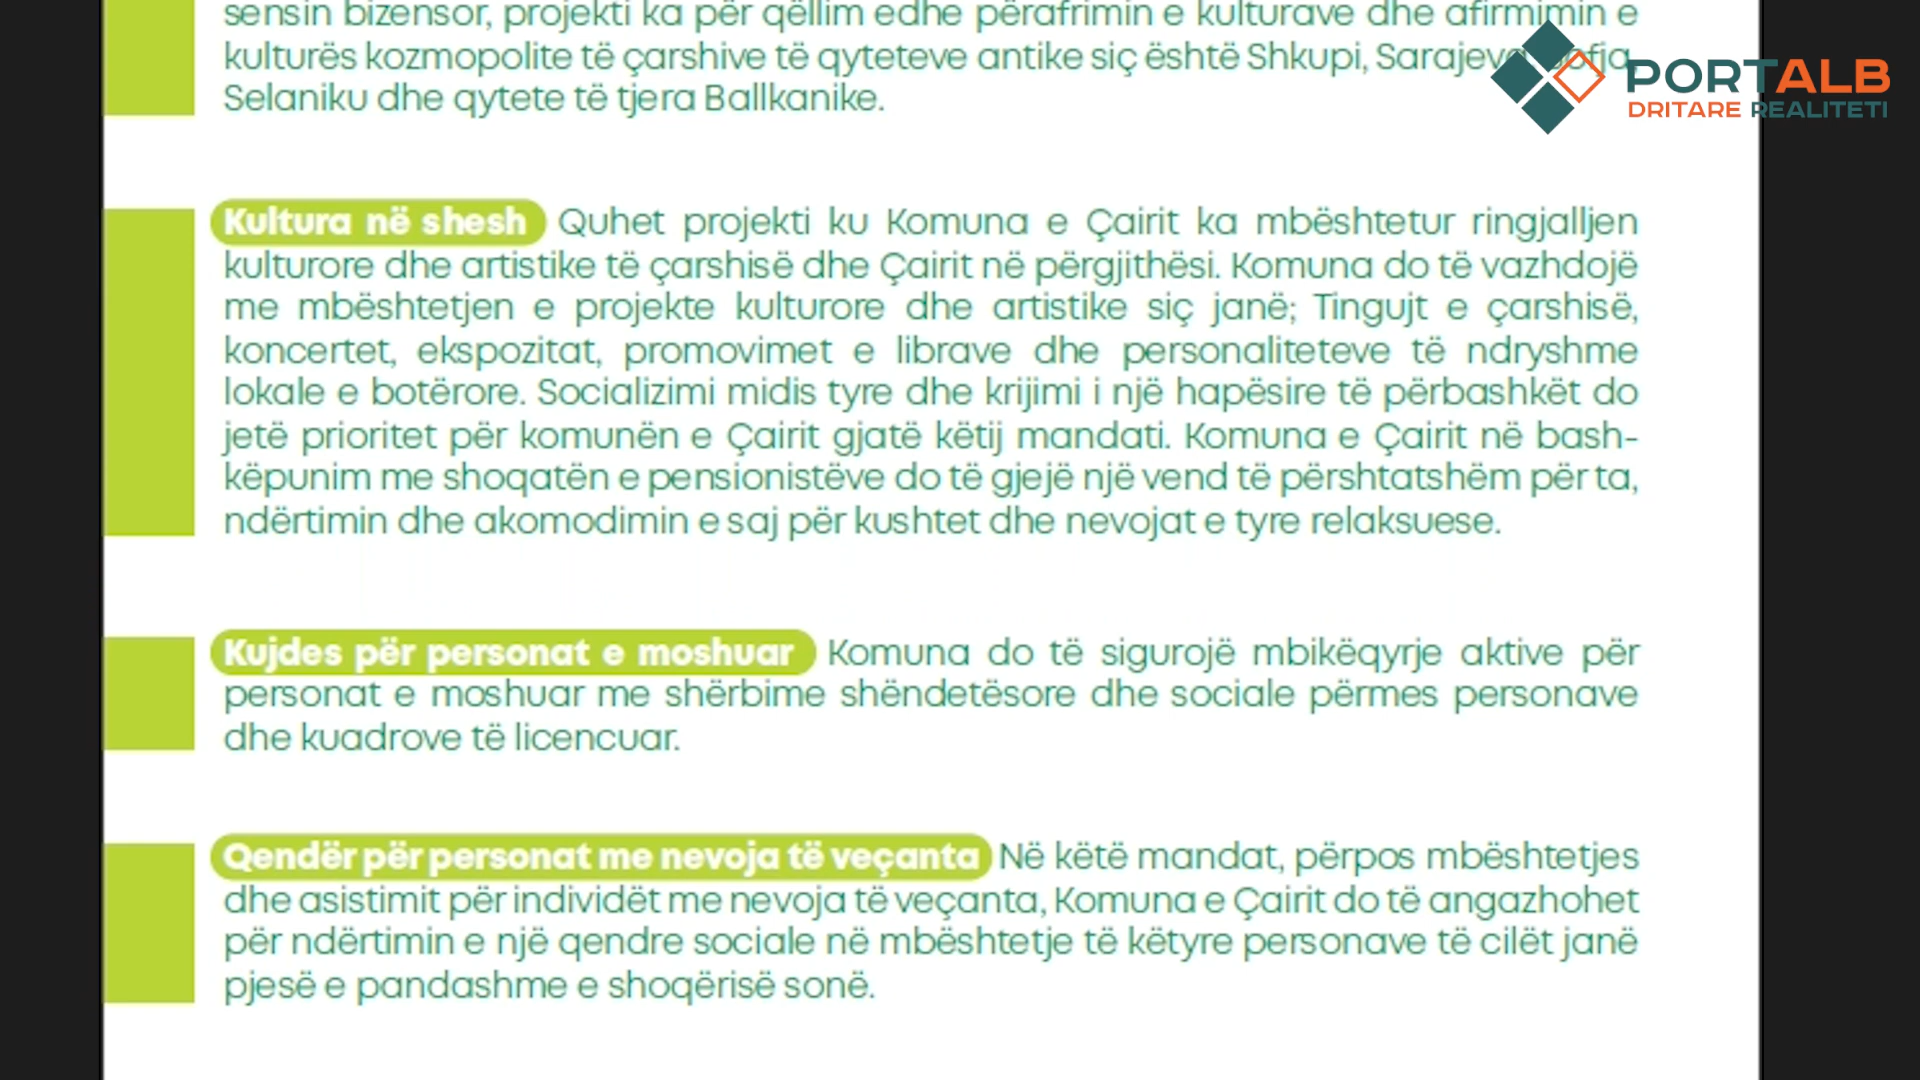 sensin bizensor, projekti ka për qëllim edhe përafrimin e kulturave dhe afirmimin e
kulturës kozmopolite të çarshive të qyteteve antike siç është Shkupi,
Selaniku dhe qytete të tjera Ballkanike.
PORTALB
DRITARE REALITETI
Kultura në shesh Quhet projekti ku Komuna e Çairit ka mbështetur ringjalljen
kulturore dhe artistike të çarshisë dhe Çairit në përgjithësi. Komuna do të vazhdojë
me mbështetjen e projekte kulturore dhe artistike siç janë; Tingujt e çarshisë,
koncertet, ekspozitat, promovimet e librave dhe personaliteteve të ndryshme
lokale e botërore. Socializimi midis tyre dhe krijimi i një hapësire të përbashkët do
jetë prioritet për komunën e Çairit gjatë këtij mandati. Komuna e Çairit në bash-
këpunim me shoqatën e pensionistëve do të gjejë një vend të përshtatshëm për ta,
ndërtimin dhe akomodimin e saj për kushtet dhe nevojat e tyre relaksuese.
Kujdes për personat e moshuar Komuna do të sigurojë mbikëqyrje aktive për
personat e moshuar me shërbime shëndetësore dhe sociale përmes personave
dhe kuadrove të licencuar.
Qendër për personat me nevoja të veçanta Në këtë mandat, përpos mbështetjes
dhe asistimit për individët me nevoja të veçanta, Komuna e Çairit do të angazhohet
për ndërtimin e një qendre sociale në mbështetje të këtyre personave të cilët janë
pjesë e pandashme e shoqërisë sonë.